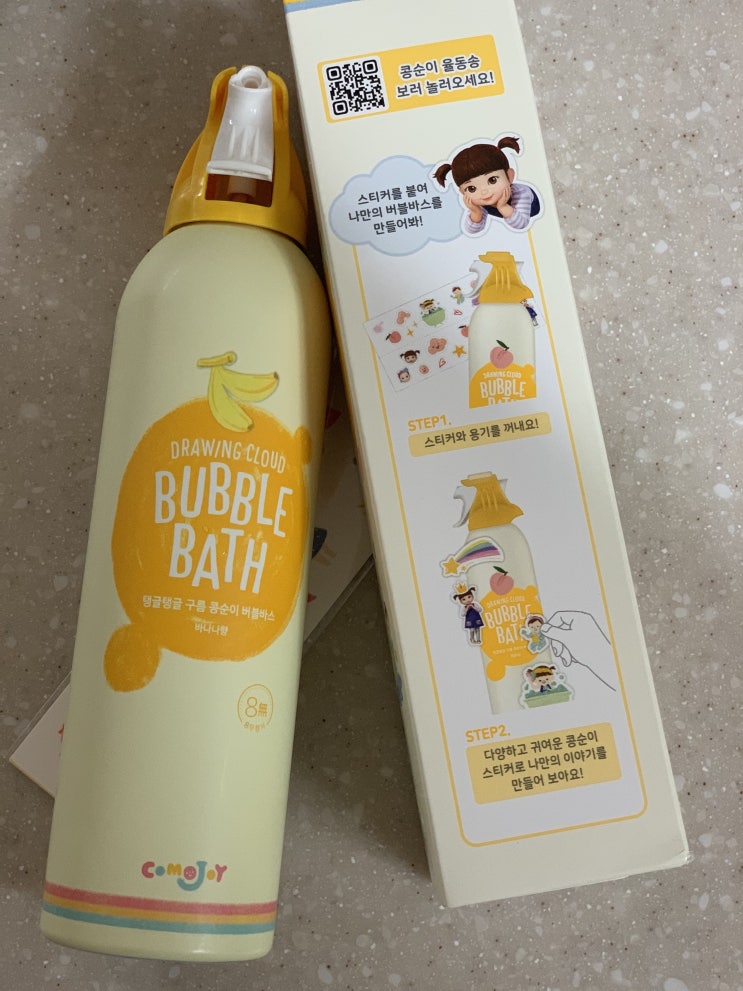 DRAWING CLOUD
BUBBLE
BATH
탱글탱글 구름 콩순이 버블바스
바나나향
8無
COMOJOY
콩순이 율동송
보러 놀러오세요!
스티커를 붙여
나만의 버블바스를
만들어봐!
DRAWING CLOUD
BUBBLE
STEP1.
스티커와 용기를 꺼내요!
DRAWING CLOUD
BUBBLE
BATH
STEP2.
다양하고 귀여운 콩순이
스티커로 나만의 이야기를
만들어 보아요!